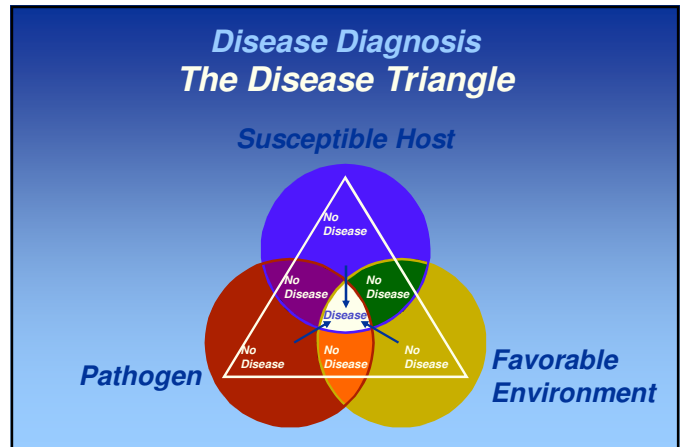 Disease Diagnosis
The Disease Triangle
Susceptible Host
No
Disease
No
Disease
No
Disease
Disease
No
Disease
No
Disease
No
Disease
Pathogen
Favorable
Environment